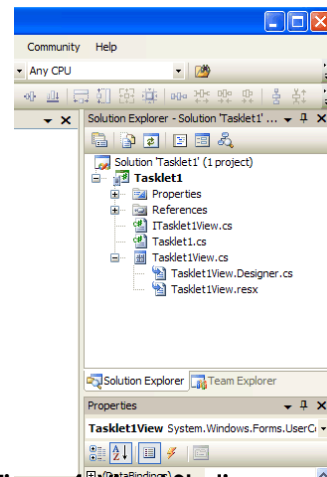 Community Help
Any CPU
Solution Explorer - Solution 'Tasklet1' ...
Solution 'Tasklet1' (1 project)
Tasklet1
Properties
References
ITasklet1View.cs
Tasklet1.cs
Tasklet1View.cs
Tasklet1View.Designer.cs
Tasklet1View.resx
Solution Explorer Team Explorer
Properties
Tasklet1View System.Windows.Forms.UserCo
(DataBindings)